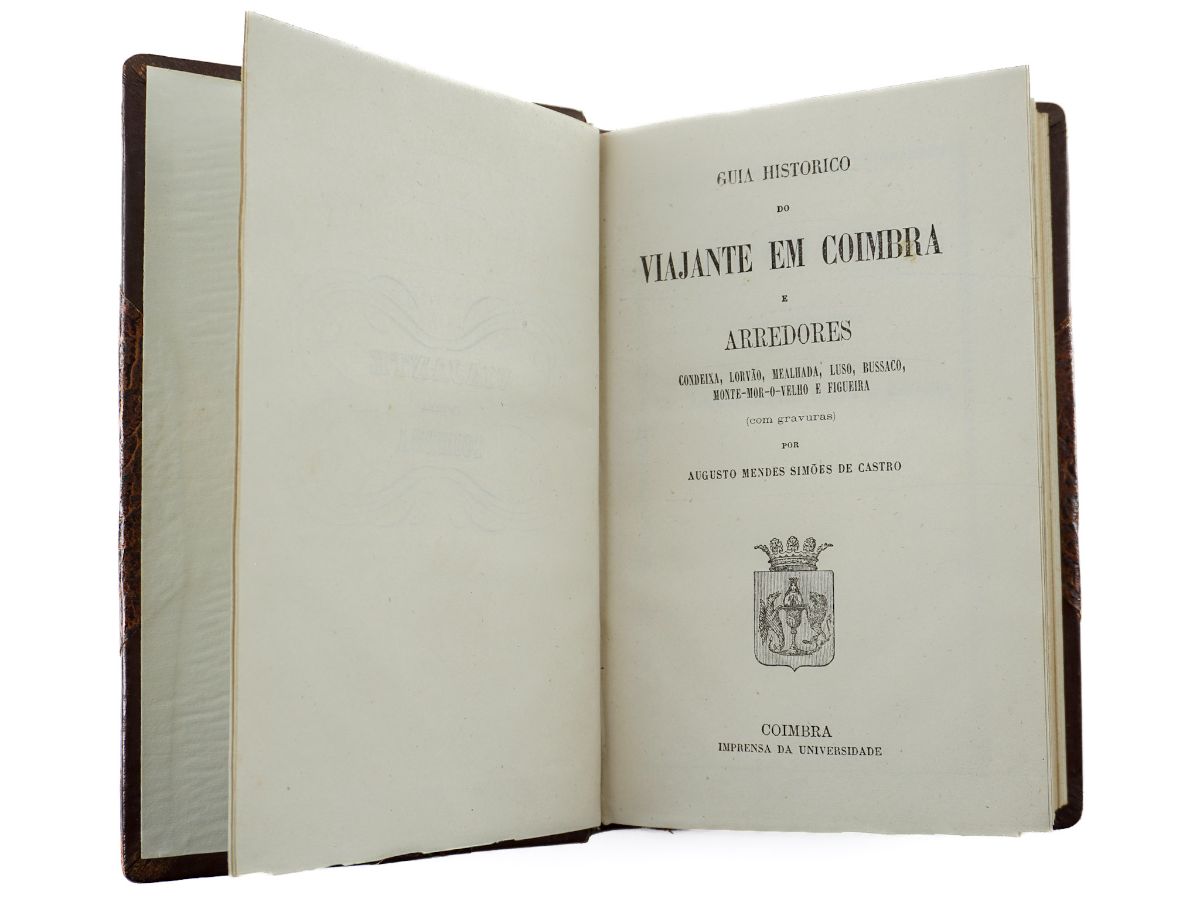 GUIA HISTORICO
DO
VIAJANTE EM COIMBRA
E
ARREDORES
CONDEIXA, LORVÃO, MEALHADA, LUSO, BUSSACO,
MONTE-MOR-O-VELHO E FIGUEIRA
(com gravuras)
POR
AUGUSTO MENDES SIMÕES DE CASTRO
COIMBRA
IMPRENSA DA UNIVERSIDADE